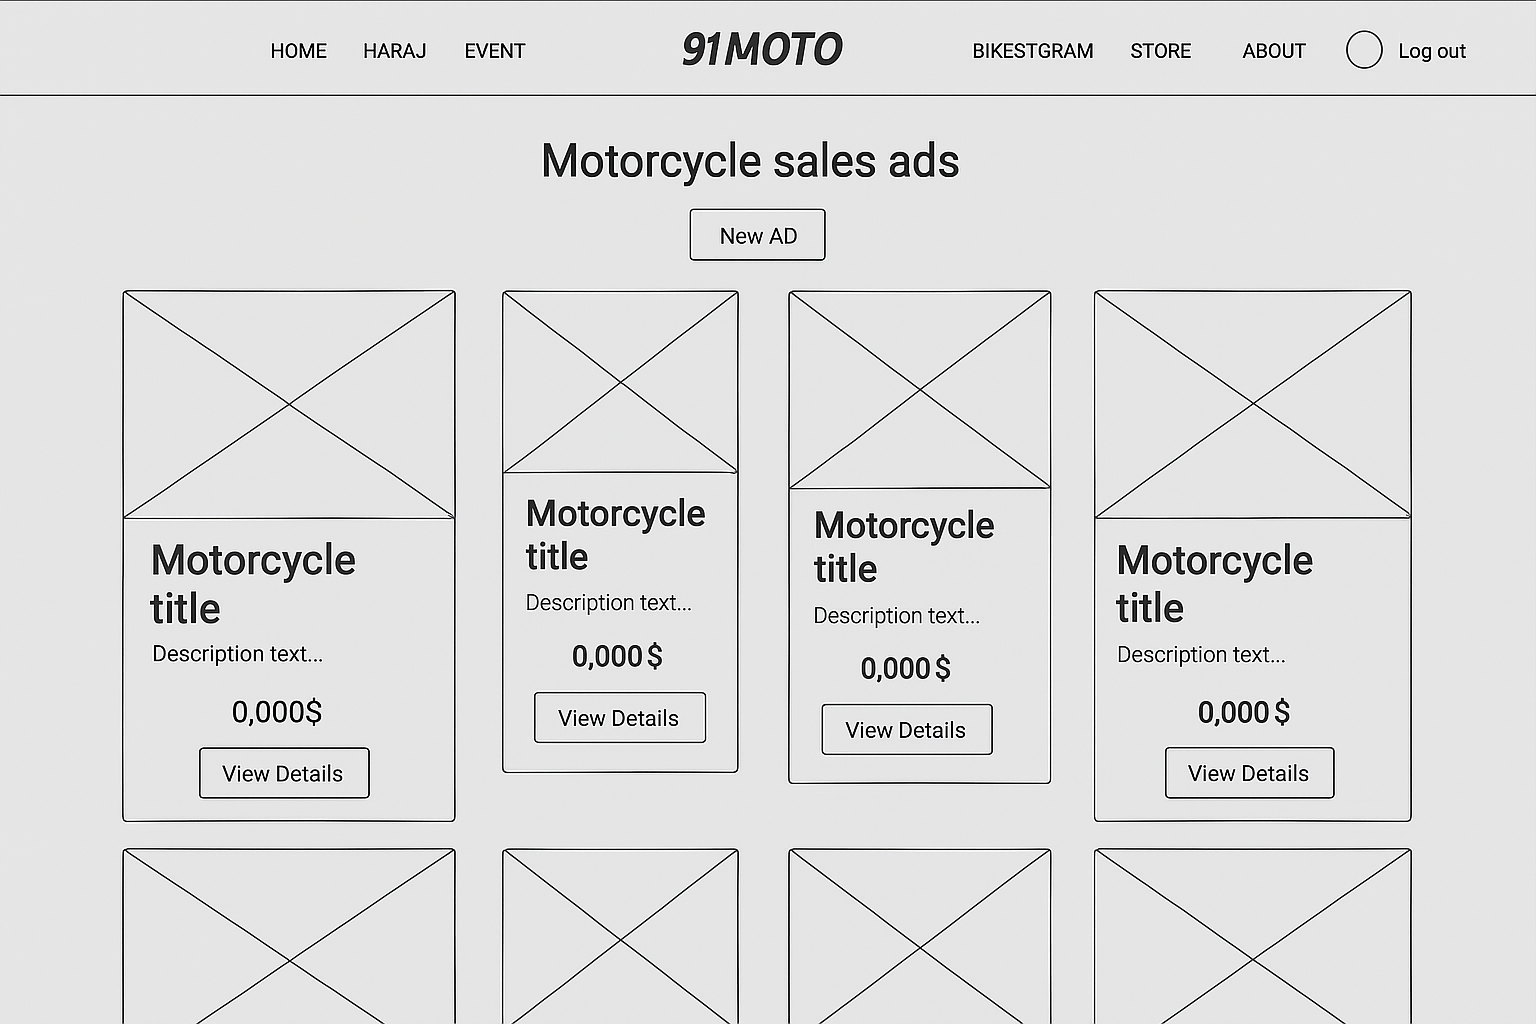 HOME HARAJ EVENT 91MOTO BIKESTGRAM STORE ABOUT Log out
Motorcycle sales ads
New AD
Motorcycle
title
Description text...
0,000$
View Details
Motorcycle
title
Description text...
0,000$
View Details
Motorcycle
title
Description text...
0,000$
View Details
Motorcycle
title
Description text...
0,000$
View Details